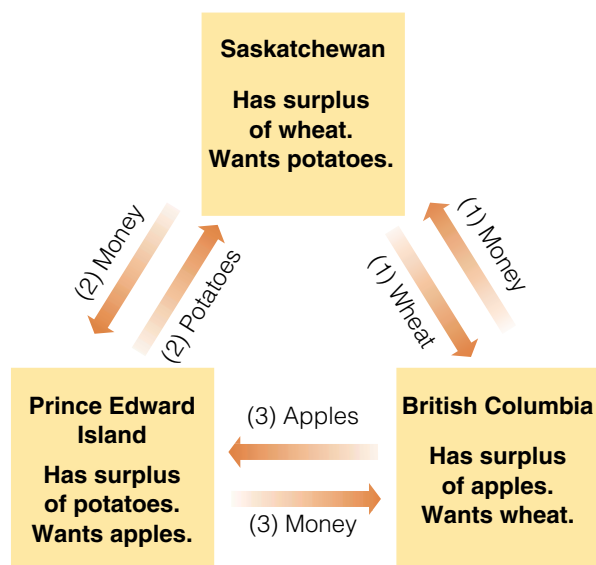 Saskatchewan
Has surplus
of wheat.
Wants potatoes.
(2) Money
(2) Potatoes
(1) Money
(1) Wheat
Prince Edward
Island
Has surplus
of potatoes.
Wants apples.
(3) Apples
(3) Money
British Columbia
Has surplus
of apples.
Wants wheat.